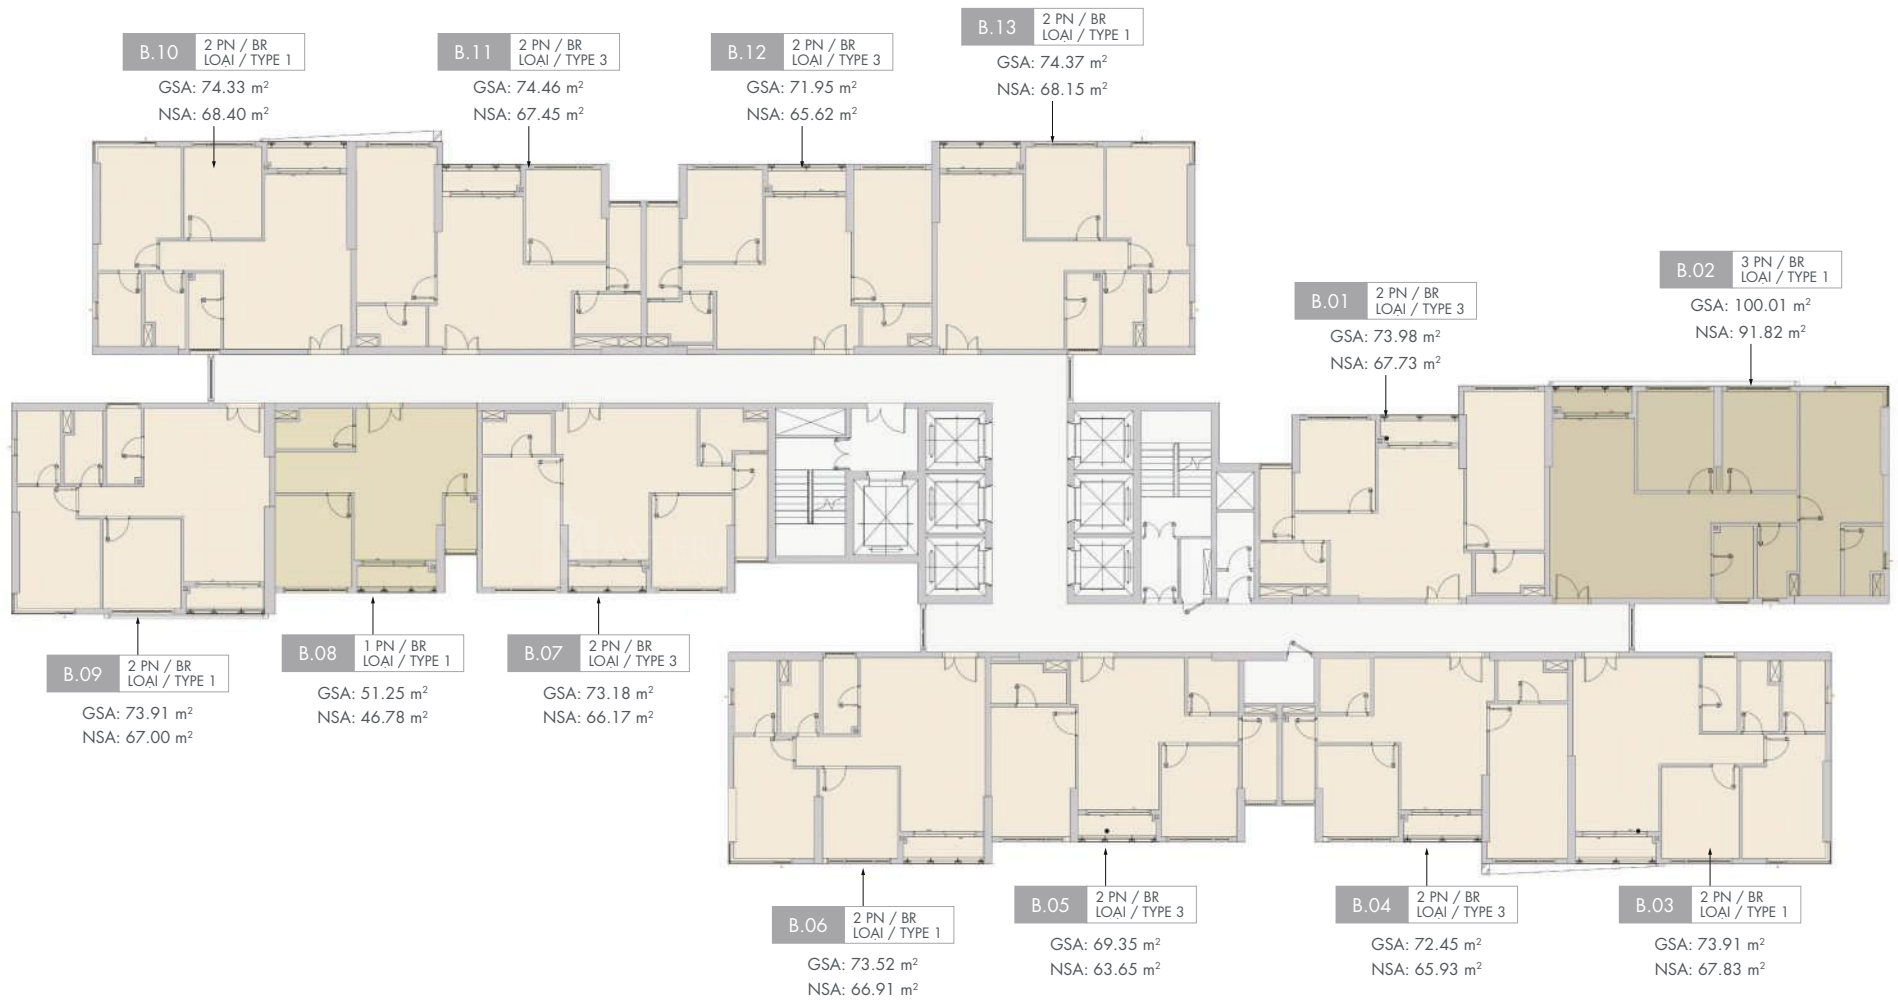 B.10
2 PN / BR
LOẠI / TYPE 1
GSA: 74.33 m²
NSA: 68.40 m²
B.11
2 PN / BR
LOẠI / TYPE 3
GSA: 74.46 m²
NSA: 67.45 m²
B.12
2 PN / BR
LOẠI / TYPE 3
GSA: 71.95 m²
NSA: 65.62 m²
B.13
2 PN / BR
LOẠI / TYPE 1
GSA: 74.37 m²
NSA: 68.15 m²
B.01
2 PN / BR
LOẠI / TYPE 3
GSA: 73.98 m²
NSA: 67.73 m²
B.02
3 PN / BR
LOẠI / TYPE 1
GSA: 100.01 m²
NSA: 91.82 m²
B.09
2 PN / BR
LOẠI / TYPE 1
GSA: 73.91 m²
NSA: 67.00 m²
B.08
1 PN / BR
LOẠI / TYPE 1
GSA: 51.25 m²
NSA: 46.78 m²
B.07
2 PN / BR
LOẠI / TYPE 3
GSA: 73.18 m²
NSA: 66.17 m²
B.06
2 PN / BR
LOẠI / TYPE 1
GSA: 73.52 m²
NSA: 66.91 m²
B.05
2 PN / BR
LOẠI / TYPE 3
GSA: 69.35 m²
NSA: 63.65 m²
B.04
2 PN / BR
LOẠI / TYPE 3
GSA: 72.45 m²
NSA: 65.93 m²
B.03
2 PN / BR
LOẠI / TYPE 1
GSA: 73.91 m²
NSA: 67.83 m²